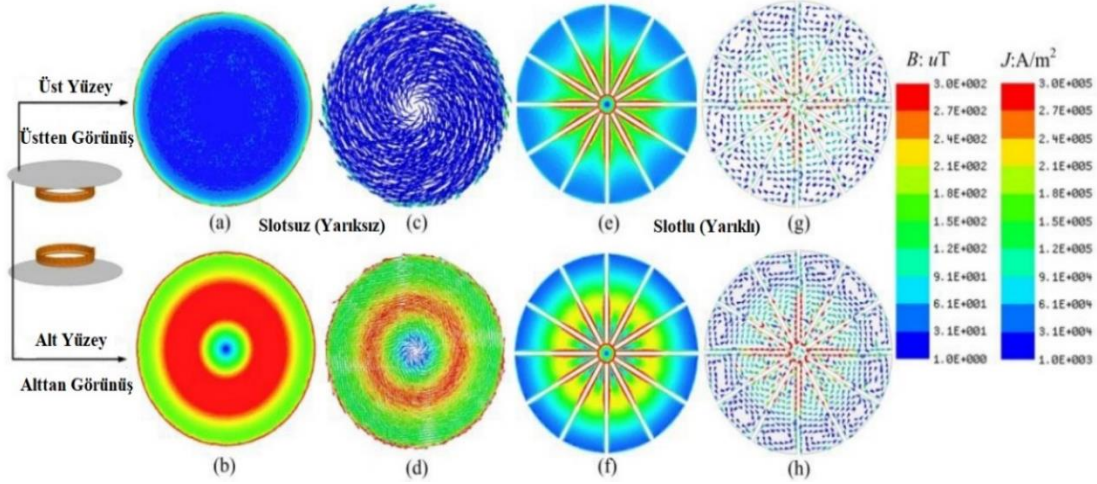 Üst Yüzey
Üstten Görünüş
Alt Yüzey
Alttan Görünüş
(a)
(c)
(e)
(g)
Slotsuz (Yarıksız)
Slotlu (Yarıklı)
(b)
(d)
(f)
(h)
B: uT
3.0E+002
2.7E+002
2.4E+002
2.1E+002
1.8E+002
1.5E+002
1.2E+002
9.1E+001
6.1E+001
3.1E+001
1.0E+000
J:A/m²
3.0E+005
2.7E+005
2.4E+005
2.1E+005
1.8E+005
1.5E+005
1.2E+005
9.1E+004
6.1E+004
3.1E+004
1.0E+003